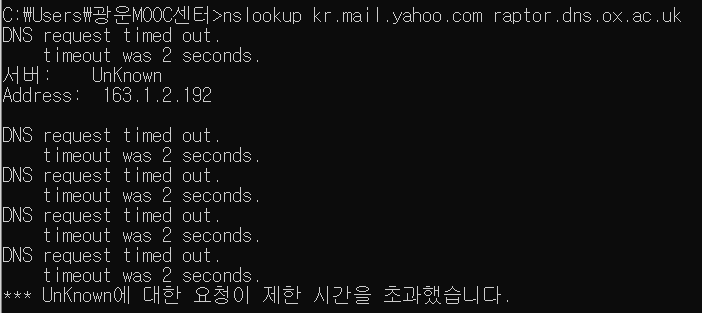 C:₩Users₩광운MOOC센터>nslookup kr.mail.yahoo.com raptor.dns.ox.ac.uk
DNS request timed out.
    timeout was 2 seconds.
서버:    UnKnown
Address:  163.1.2.192

DNS request timed out.
    timeout was 2 seconds.
DNS request timed out.
    timeout was 2 seconds.
DNS request timed out.
    timeout was 2 seconds.
DNS request timed out.
    timeout was 2 seconds.
*** UnKnown에 대한 요청이 제한 시간을 초과했습니다.